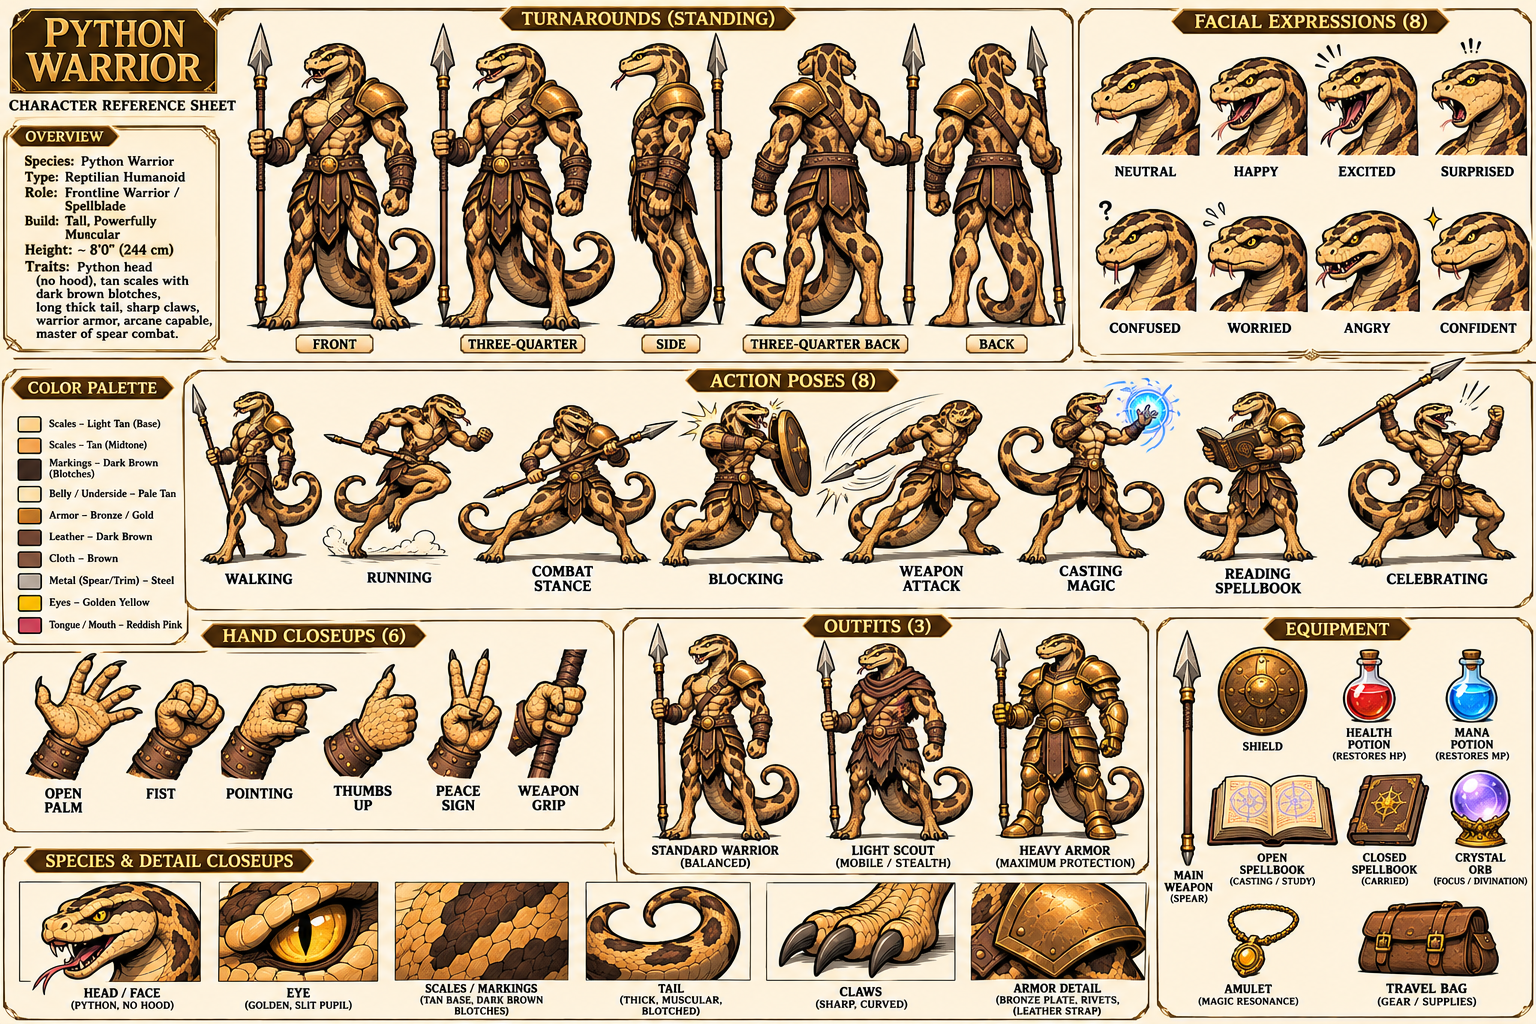 PYTHON
WARRIOR
CHARACTER REFERENCE SHEET
OVERVIEW
Species: Python Warrior
Type: Reptilian Humanoid
Role: Frontline Warrior /
Spellblade
Build: Tall, Powerfully
Muscular
Height: ~ 8'0" (244 cm)
Traits: Python head
(no hood), tan scales with
dark brown blotches,
long thick tail, sharp claws,
warrior armor, arcane capable,
master of spear combat.
TURNAROUNDS (STANDING)
FRONT
THREE-QUARTER
SIDE
THREE-QUARTER BACK
BACK
FACIAL EXPRESSIONS (8)
!!!
NEUTRAL
HAPPY
EXCITED
SURPRISED
?
CONFUSED
WORRIED
ANGRY
CONFIDENT
COLOR PALETTE
Scales – Light Tan (Base)
Scales – Tan (Midtone)
Markings – Dark Brown
(Blotches)
Belly / Underside – Pale Tan
Armor – Bronze / Gold
Leather – Dark Brown
Cloth – Brown
Metal (Spear/Trim) – Steel
Eyes – Golden Yellow
Tongue / Mouth – Reddish Pink
ACTION POSES (8)
WALKING
RUNNING
COMBAT
STANCE
BLOCKING
WEAPON
ATTACK
CASTING
MAGIC
READING
SPELLBOOK
CELEBRATING
HAND CLOSEUPS (6)
OPEN
PALM
FIST
POINTING
THUMBS
UP
PEACE
SIGN
WEAPON
GRIP
OUTFITS (3)
STANDARD WARRIOR
(BALANCED)
LIGHT SCOUT
(MOBILE / STEALTH)
HEAVY ARMOR
(MAXIMUM PROTECTION)
EQUIPMENT
MAIN
WEAPON
(SPEAR)
SHIELD
HEALTH
POTION
(RESTORES HP)
MANA
POTION
(RESTORES MP)
OPEN
SPELLBOOK
(CASTING / STUDY)
CLOSED
SPELLBOOK
(CARRIED)
CRYSTAL
ORB
(FOCUS / DIVINATION)
AMULET
(MAGIC RESONANCE)
TRAVEL BAG
(GEAR / SUPPLIES)
SPECIES & DETAIL CLOSEUPS
HEAD / FACE
(PYTHON, NO HOOD)
EYE
(GOLDEN, SLIT PUPIL)
SCALES / MARKINGS
(TAN BASE, DARK BROWN
BLOTCHES)
TAIL
(THICK, MUSCULAR,
BLOTCHED)
CLAWS
(SHARP, CURVED)
ARMOR DETAIL
(BRONZE PLATE, RIVETS,
LEATHER STRAP)